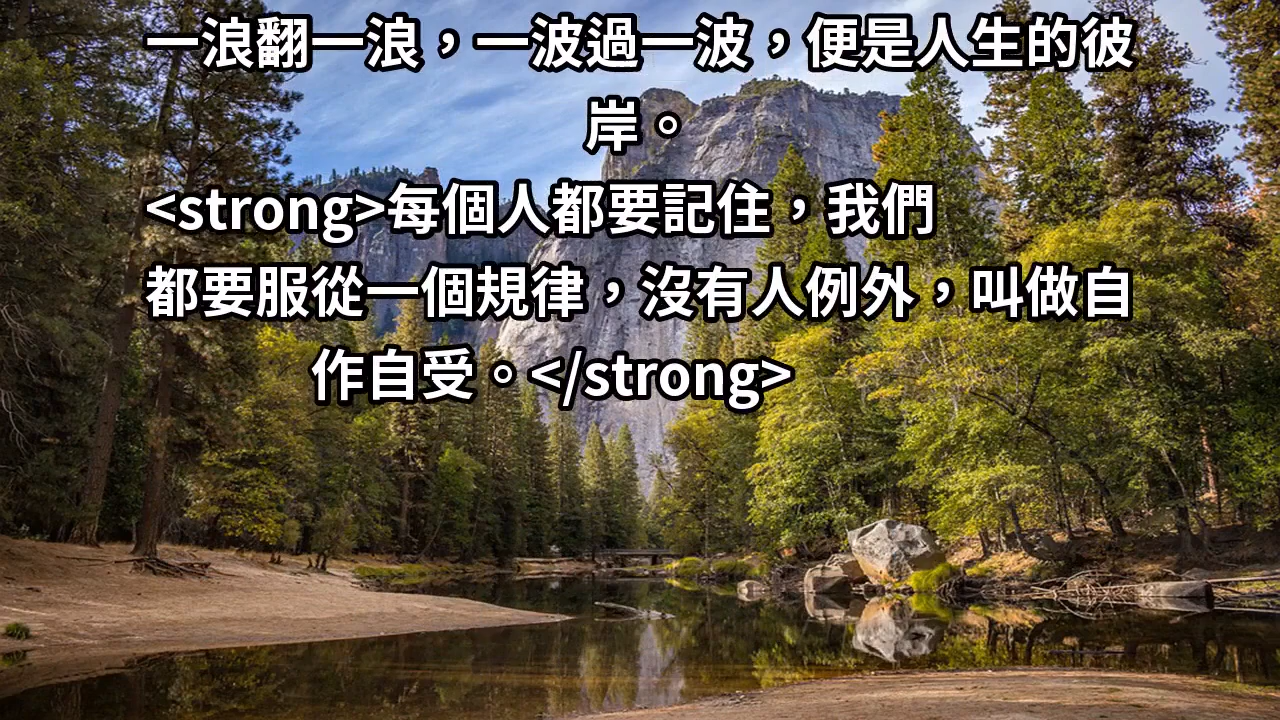 一浪翻一浪，一波過一波，便是人生的彼
岸。
<strong>每個人都要記住，我們
都要服從一個規律，沒有人例外，叫做自
作自受。</strong>